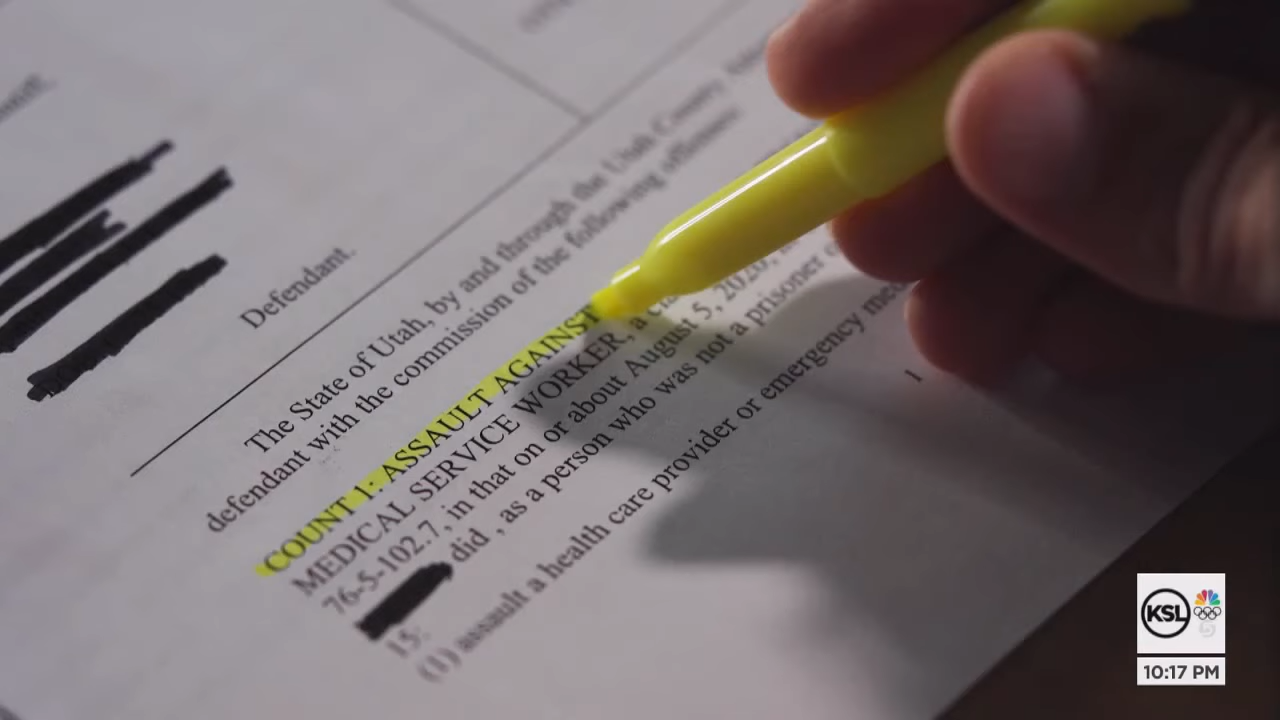 Defendant.
The State of Utah, by and through the Utah County
defendant with the commission of the following offenses:
COUNT 1: ASSAULT AGAINST
MEDICAL SERVICE WORKER, a
76-5-102.7, in that on or about August 5, 2020,
did , as a person who was not a prisoner
15:
(1) assault a health care provider or emergency
1
KSL
5
10:17 PM